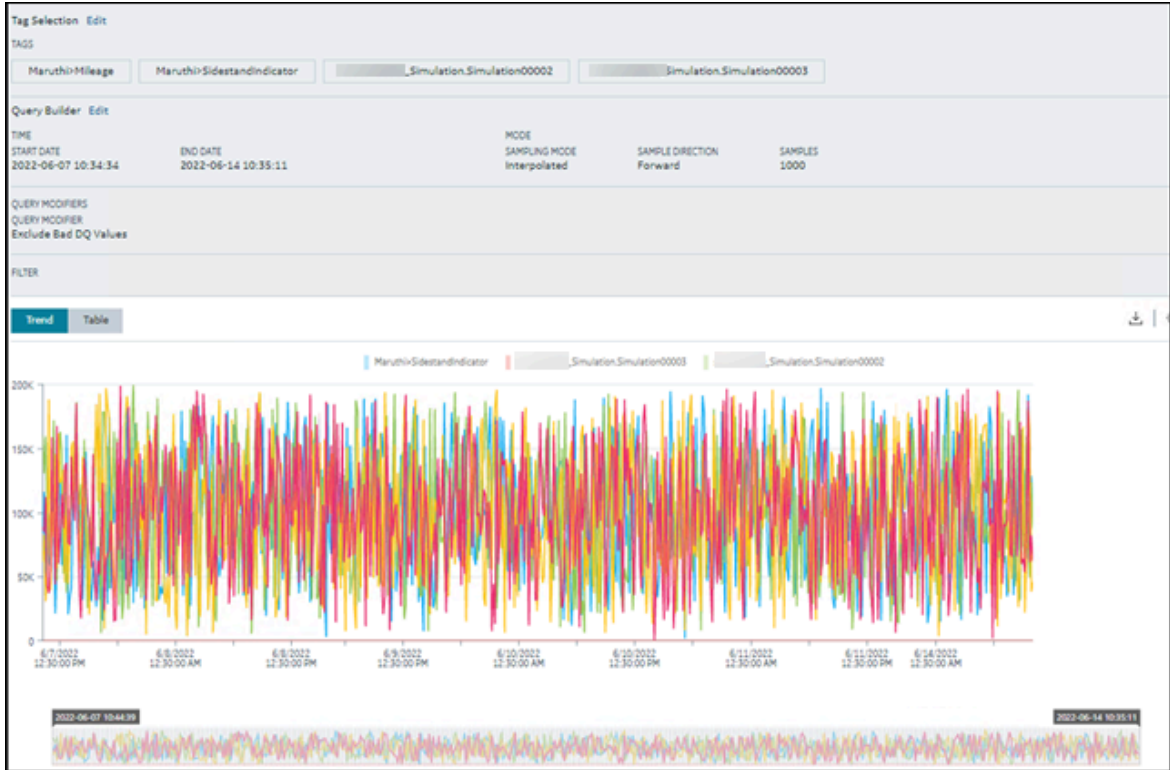 Tag Selection Edit
TAGS
Maruthi>Mileage Maruthi>SidestandIndicator _Simulation.Simulation00002 Simulation.Simulation00003
Query Builder Edit
TIME MODE
START DATE END DATE SAMPLING MODE SAMPLE DIRECTION SAMPLES
2022-06-07 10:34:34 2022-06-14 10:35:11 Interpolated Forward 1000
QUERY MODIFIERS
QUERY MODIFIER
Exclude Bad DQ Values
FILTER
Trend Table
Maruthi>SidestandIndicator _Simulation.Simulation00003 _Simulation.Simulation00002
200K
150K
100K
50K
0
6/7/2022 6/8/2022 6/8/2022 6/9/2022 6/10/2022 6/10/2022 6/11/2022 6/11/2022 6/14/2022
12:30:00 PM 12:30:00 AM 12:30:00 PM 12:30:00 PM 12:30:00 AM 12:30:00 PM 12:30:00 AM 12:30:00 PM 12:30:00 AM
2022-06-07 10:44:39 2022-06-14 10:35:11